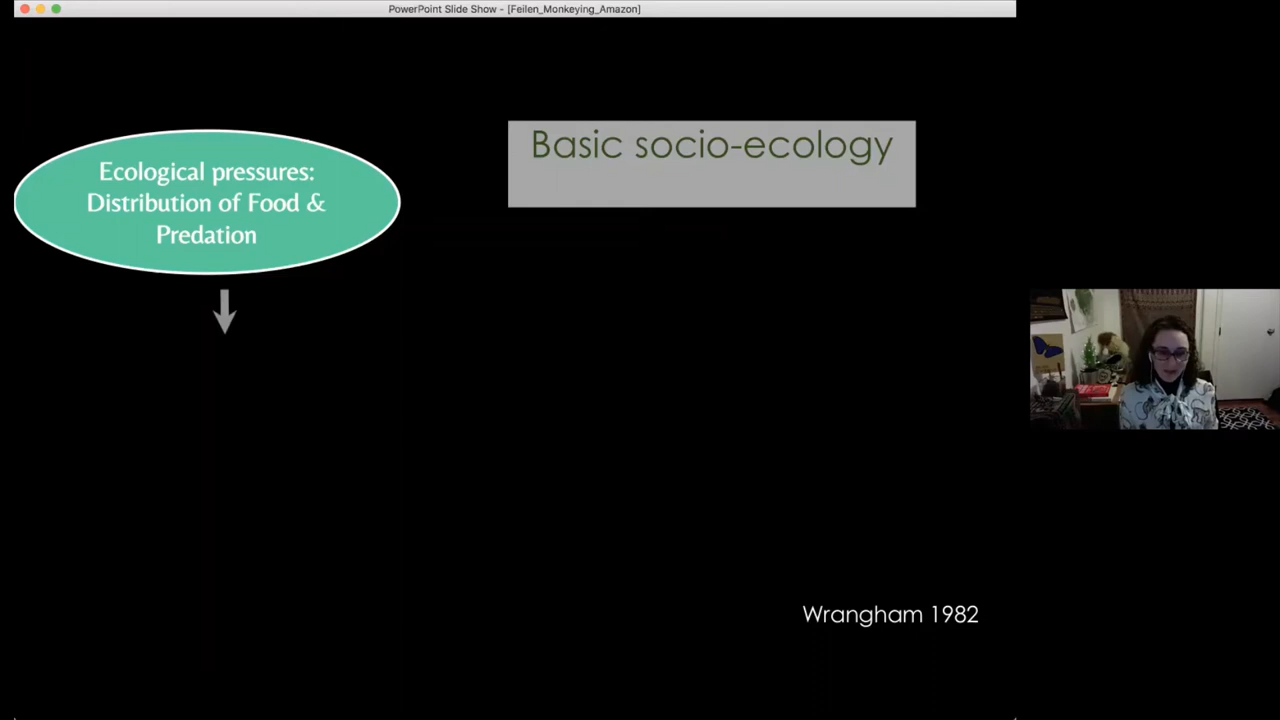 PowerPoint Slide Show - [Feilen_Monkeying_Amazon]
Basic socio-ecology
Ecological pressures:
Distribution of Food &
Predation
Wrangham 1982